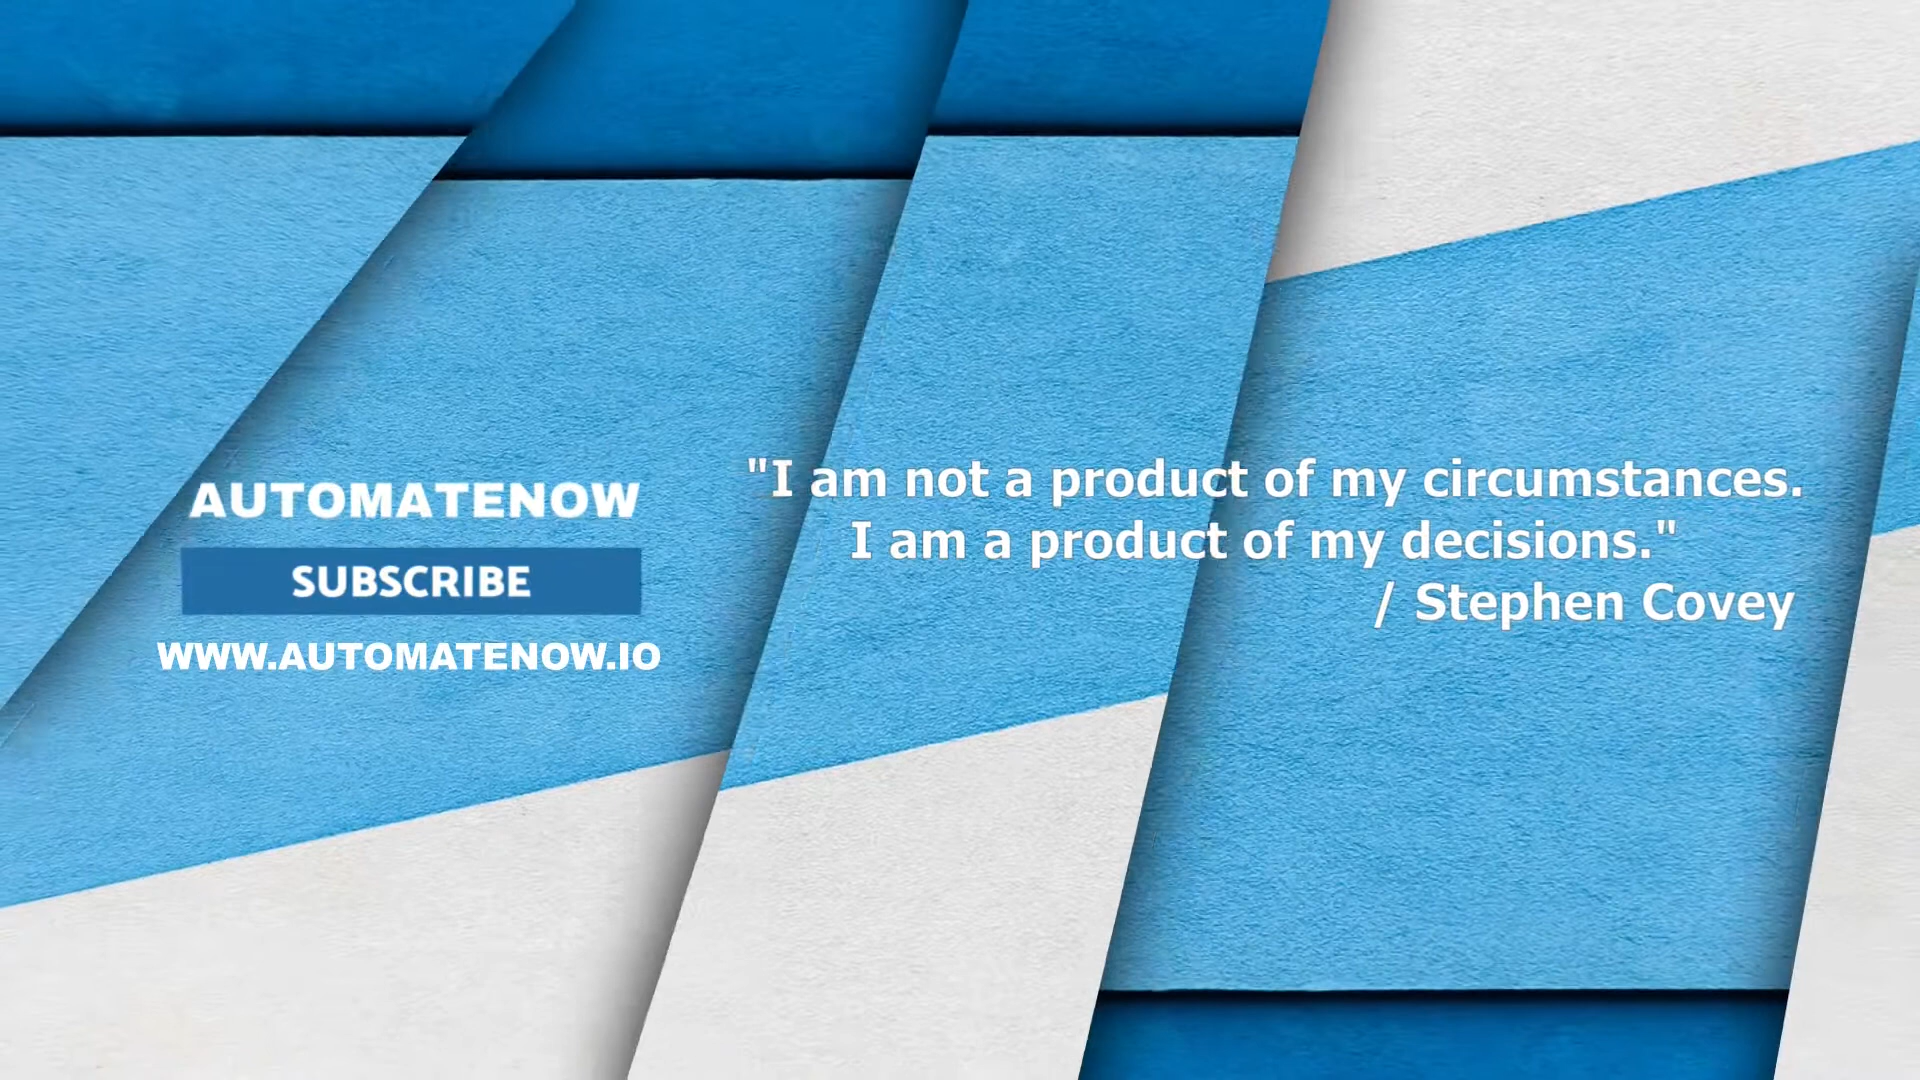 AUTOMATENOW
SUBSCRIBE
WWW.AUTOMATENOW.IO
"I am not a product of my circumstances.
I am a product of my decisions."
/ Stephen Covey